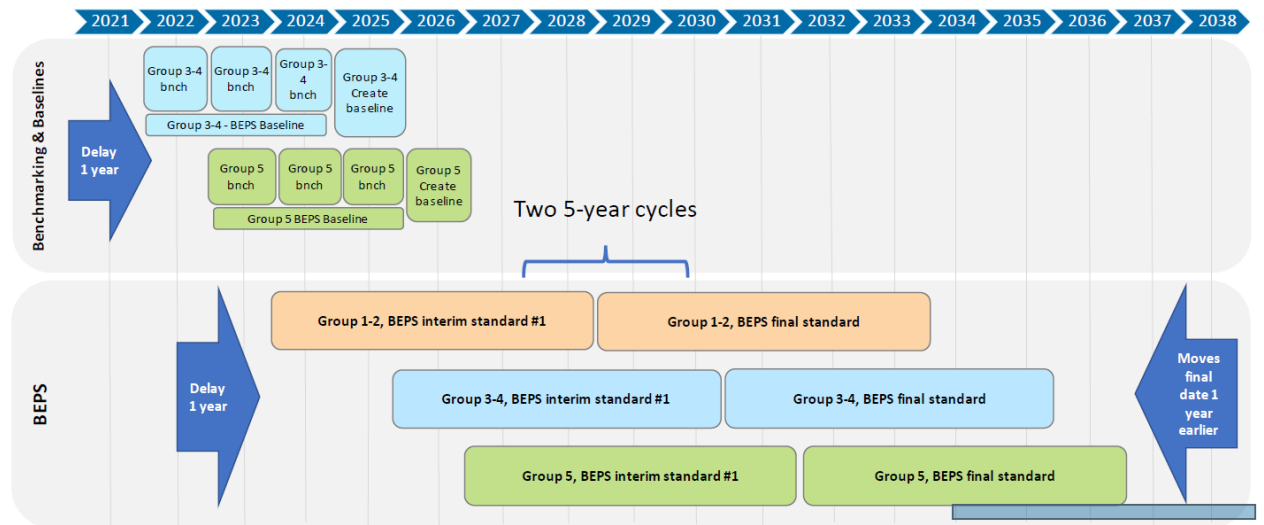 2021 2022 2023 2024 2025 2026 2027 2028 2029 2030 2031 2032 2033 2034 2035 2036 2037 2038
Benchmarking & Baselines
Delay
1 year
Group 3-4
bnch
Group 3-4
bnch
Group 3-
4
bnch
Group 3-4
Create
baseline
Group 3-4 - BEPS Baseline
Group 5
bnch
Group 5
bnch
Group 5
bnch
Group 5
Create
baseline
Group 5 BEPS Baseline
Two 5-year cycles
BEPS
Delay
1 year
Group 1-2, BEPS interim standard #1
Group 1-2, BEPS final standard
Group 3-4, BEPS interim standard #1
Group 3-4, BEPS final standard
Group 5, BEPS interim standard #1
Group 5, BEPS final standard
Moves
final
date 1
year
earlier